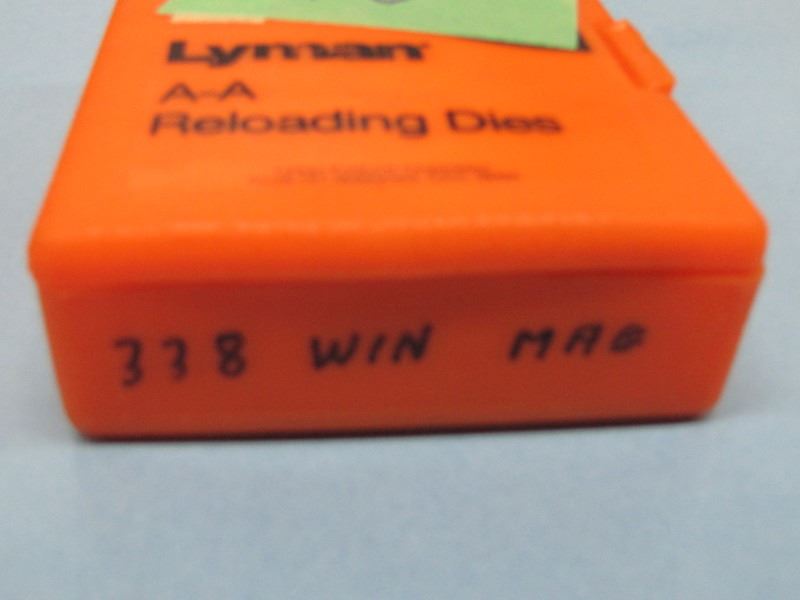 Lyman
A-A
Reloading Dies
338 WIN MAG